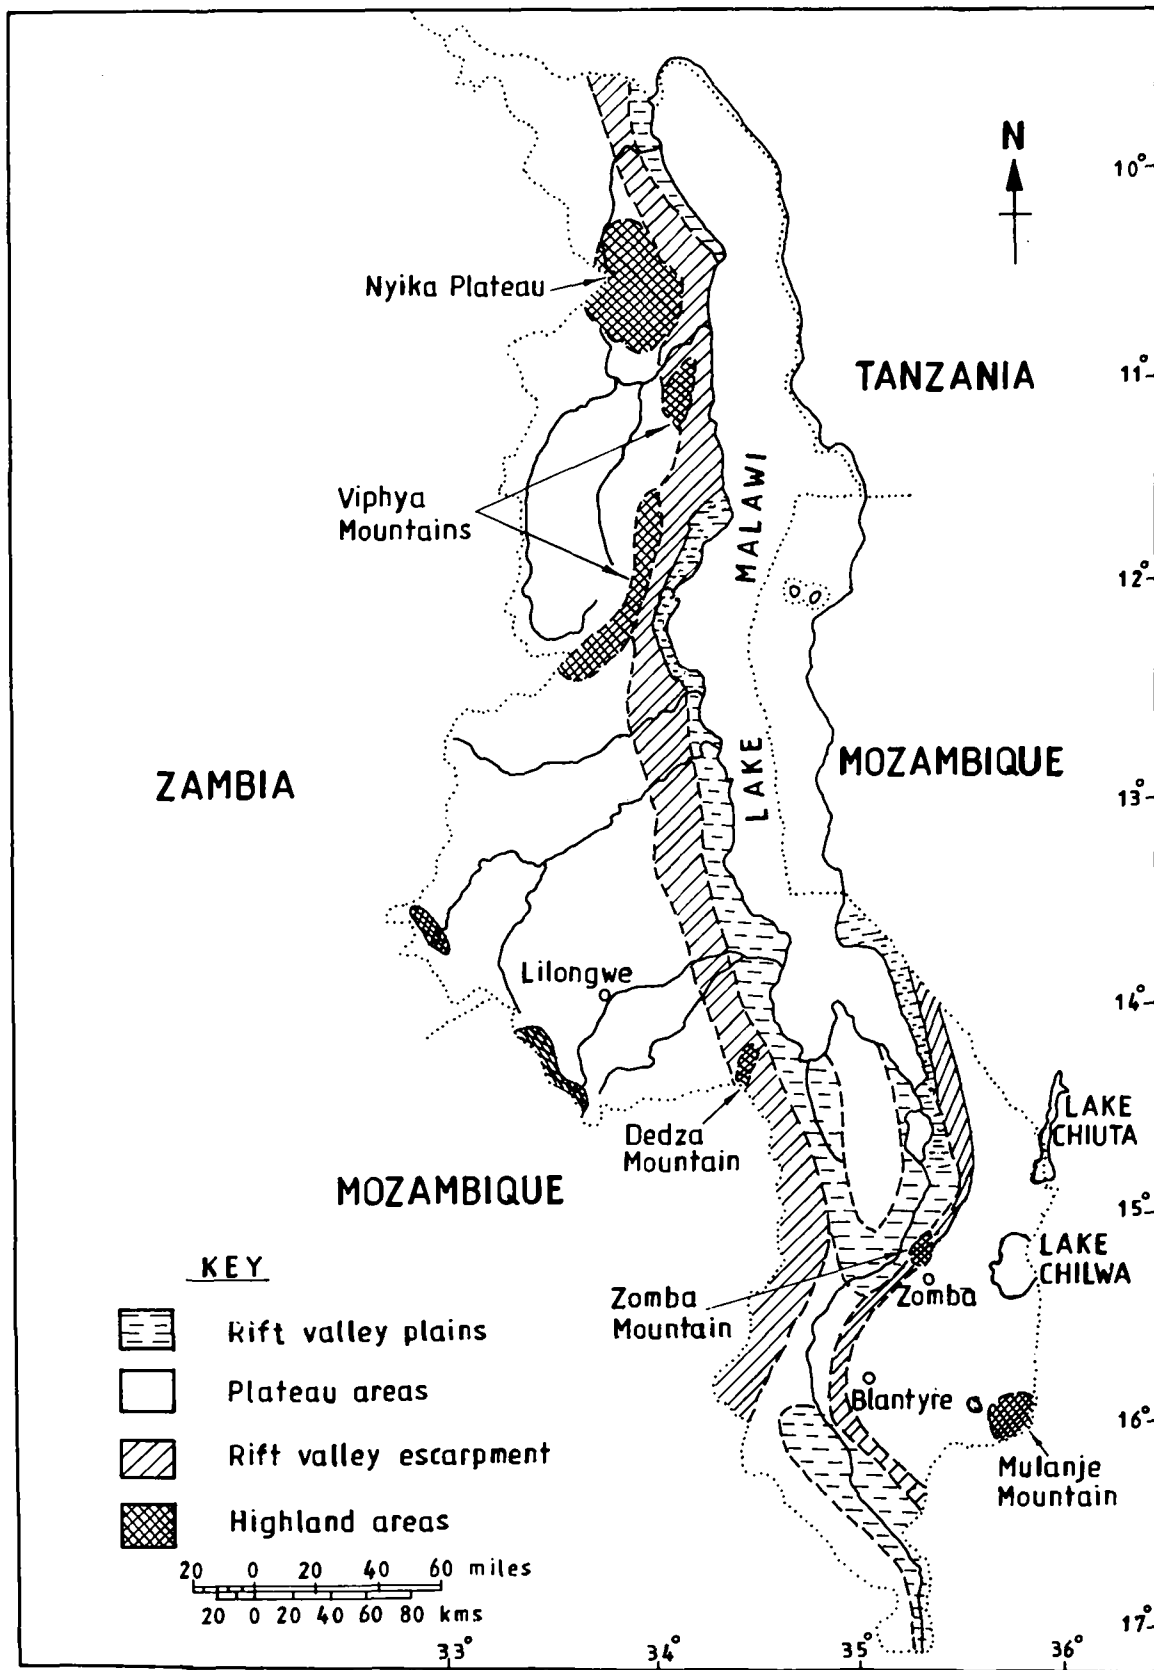 N
10°
Nyika Plateau
TANZANIA
11°
Viphya
Mountains
LAKE MALAWI
12°
ZAMBIA
MOZAMBIQUE
13°
Lilongwe
14°
Dedza
Mountain
LAKE
CHIUTA
MOZAMBIQUE
15°
LAKE
CHILWA
KEY
Zomba
Zomba
Mountain
Rift valley plains
Plateau areas
Blantyre
16°
Rift valley escarpment
Mulanje
Mountain
Highland areas
20 0 20 40 60 miles
20 0 20 40 60 80 kms
17°
33° 34° 35° 36°